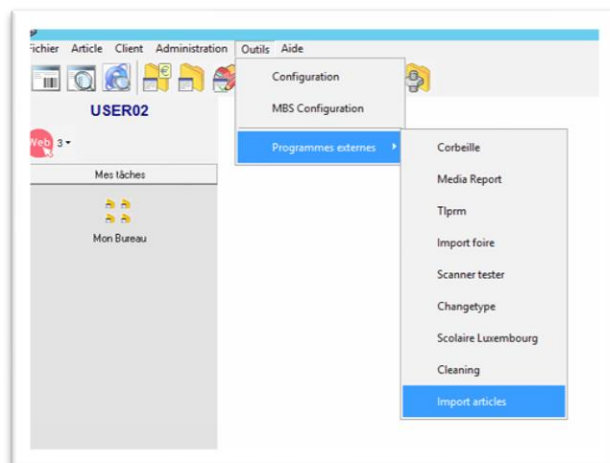 Fichier Article Client Administration Outils Aide
Configuration
USER02
MBS Configuration
Web 3
Programmes externes
Corbeille
Mes tâches
Media Report
Tlprm
Mon Bureau
Import foire
Scanner tester
Changetype
Scolaire Luxembourg
Cleaning
Import articles